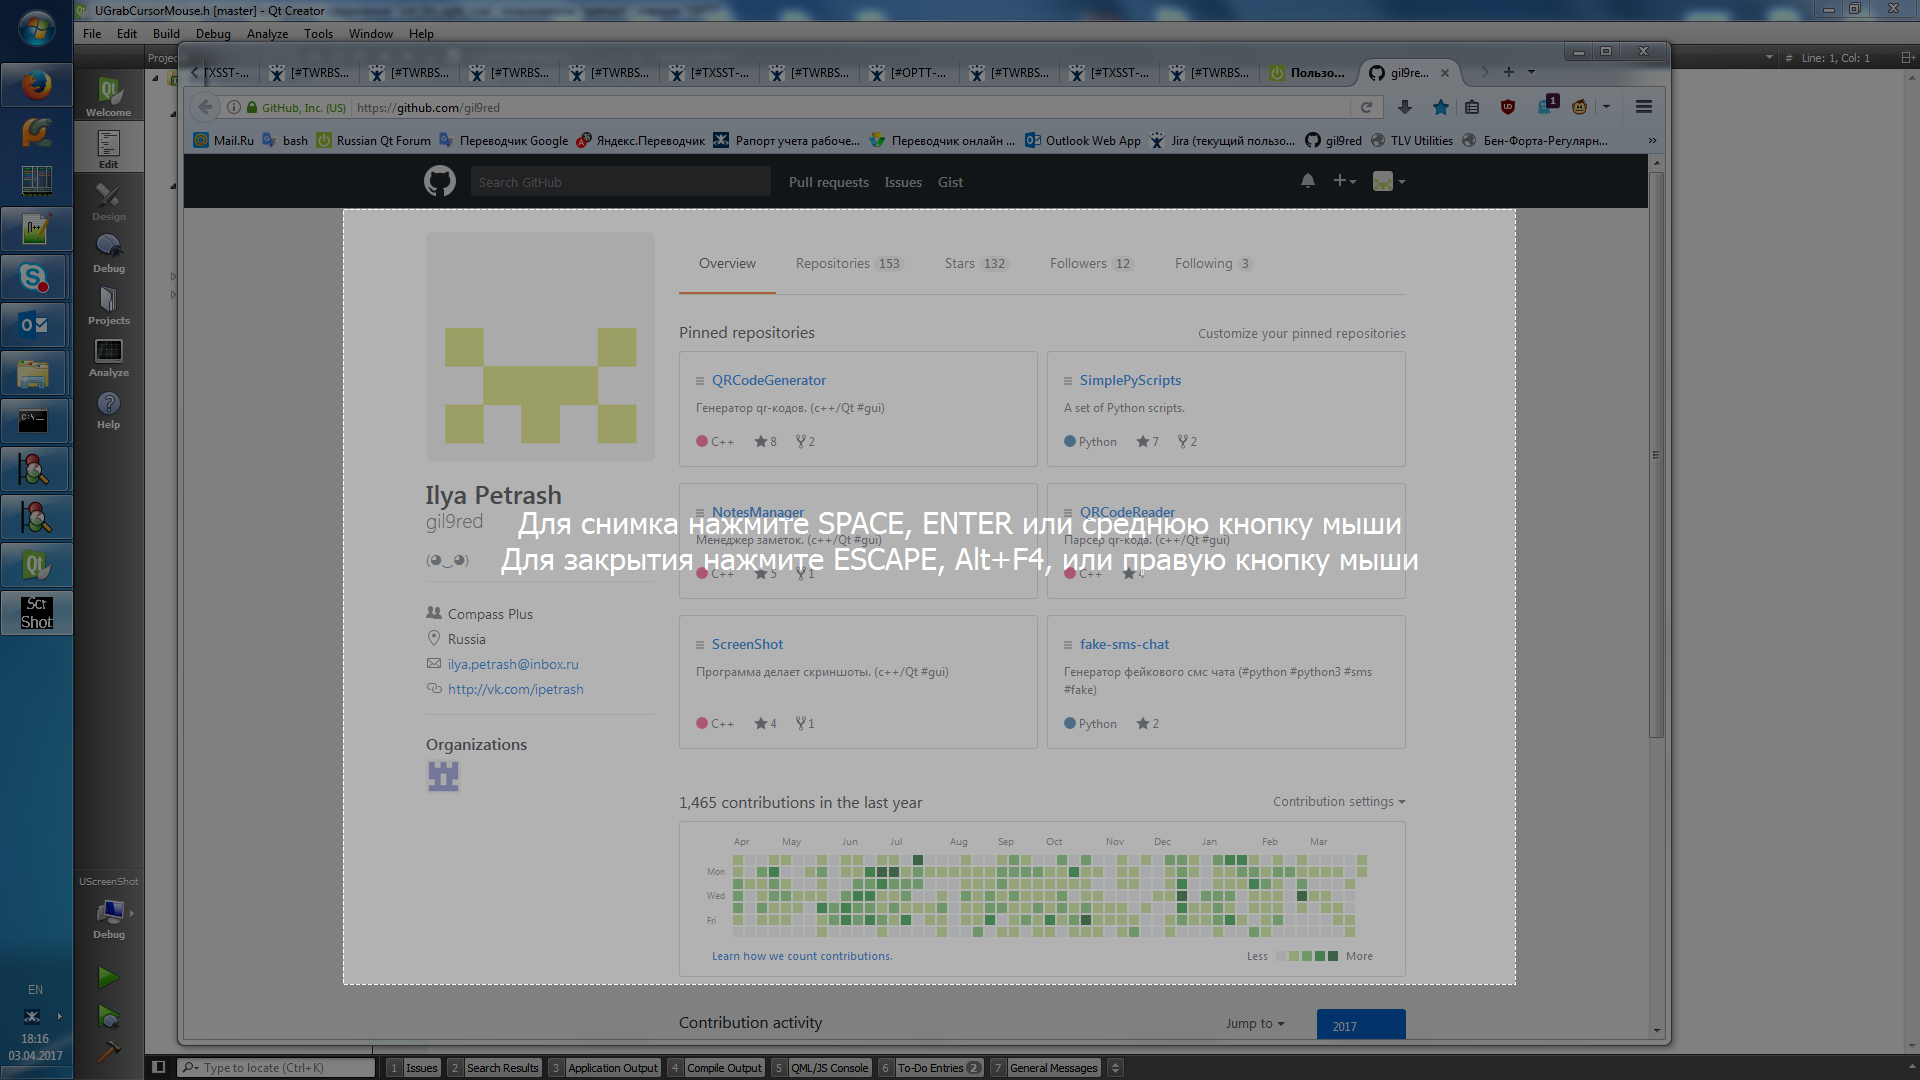 UGrabCursorMouse.h [master] - Qt Creator
File Edit Build Debug Analyze Tools Window Help
Projec
# Line: 1, Col: 1
TXSST-... [#TWRBS... [#TWRBS... [#TWRBS... [#TWRBS... [#TXSST-... [#TWRBS... [#OPTT-... [#TWRBS... [#TXSST-... [#TWRBS... Пользо... gil9re...
GitHub, Inc. (US) https://github.com/gil9red
1
Mail.Ru bash Russian Qt Forum Переводчик Google Яндекс.Переводчик Рапорт учета рабоче... Переводчик онлайн ... Outlook Web App Jira (текущий пользо... gil9red TLV Utilities Бен-Форта-Регулярн... »
Search GitHub Pull requests Issues Gist
Welcome
Edit
Design
Debug
Projects
Analyze
Help
Overview Repositories 153 Stars 132 Followers 12 Following 3
Pinned repositories Customize your pinned repositories
QRCodeGenerator
Генератор qr-кодов. (c++/Qt #gui)
C++ 8 2
SimplePyScripts
A set of Python scripts.
Python 7 2
Ilya Petrash
gil9red
NotesManager
Менеджер заметок. (c++/Qt #gui)
C++ 5 1
QRCodeReader
Парсер qr-кода. (c++/Qt #gui)
C++ 4
Для снимка нажмите SPACE, ENTER или среднюю кнопку мыши
Для закрытия нажмите ESCAPE, Alt+F4, или правую кнопку мыши
Compass Plus
Russia
ilya.petrash@inbox.ru
http://vk.com/ipetrash
ScreenShot
Программа делает скриншоты. (c++/Qt #gui)
C++ 4 1
fake-sms-chat
Генератор фейкового смс чата (#python #python3 #sms
#fake)
Python 2
Organizations
1,465 contributions in the last year Contribution settings
Apr May Jun Jul Aug Sep Oct Nov Dec Jan Feb Mar
Mon
Wed
Fri
Learn how we count contributions. Less More
Contribution activity Jump to 2017
Scr
Shot
UScreenShot
Debug
EN
18:16
03.04.2017
Type to locate (Ctrl+K) 1 Issues 2 Search Results 3 Application Output 4 Compile Output 5 QML/JS Console 6 To-Do Entries 2 7 General Messages